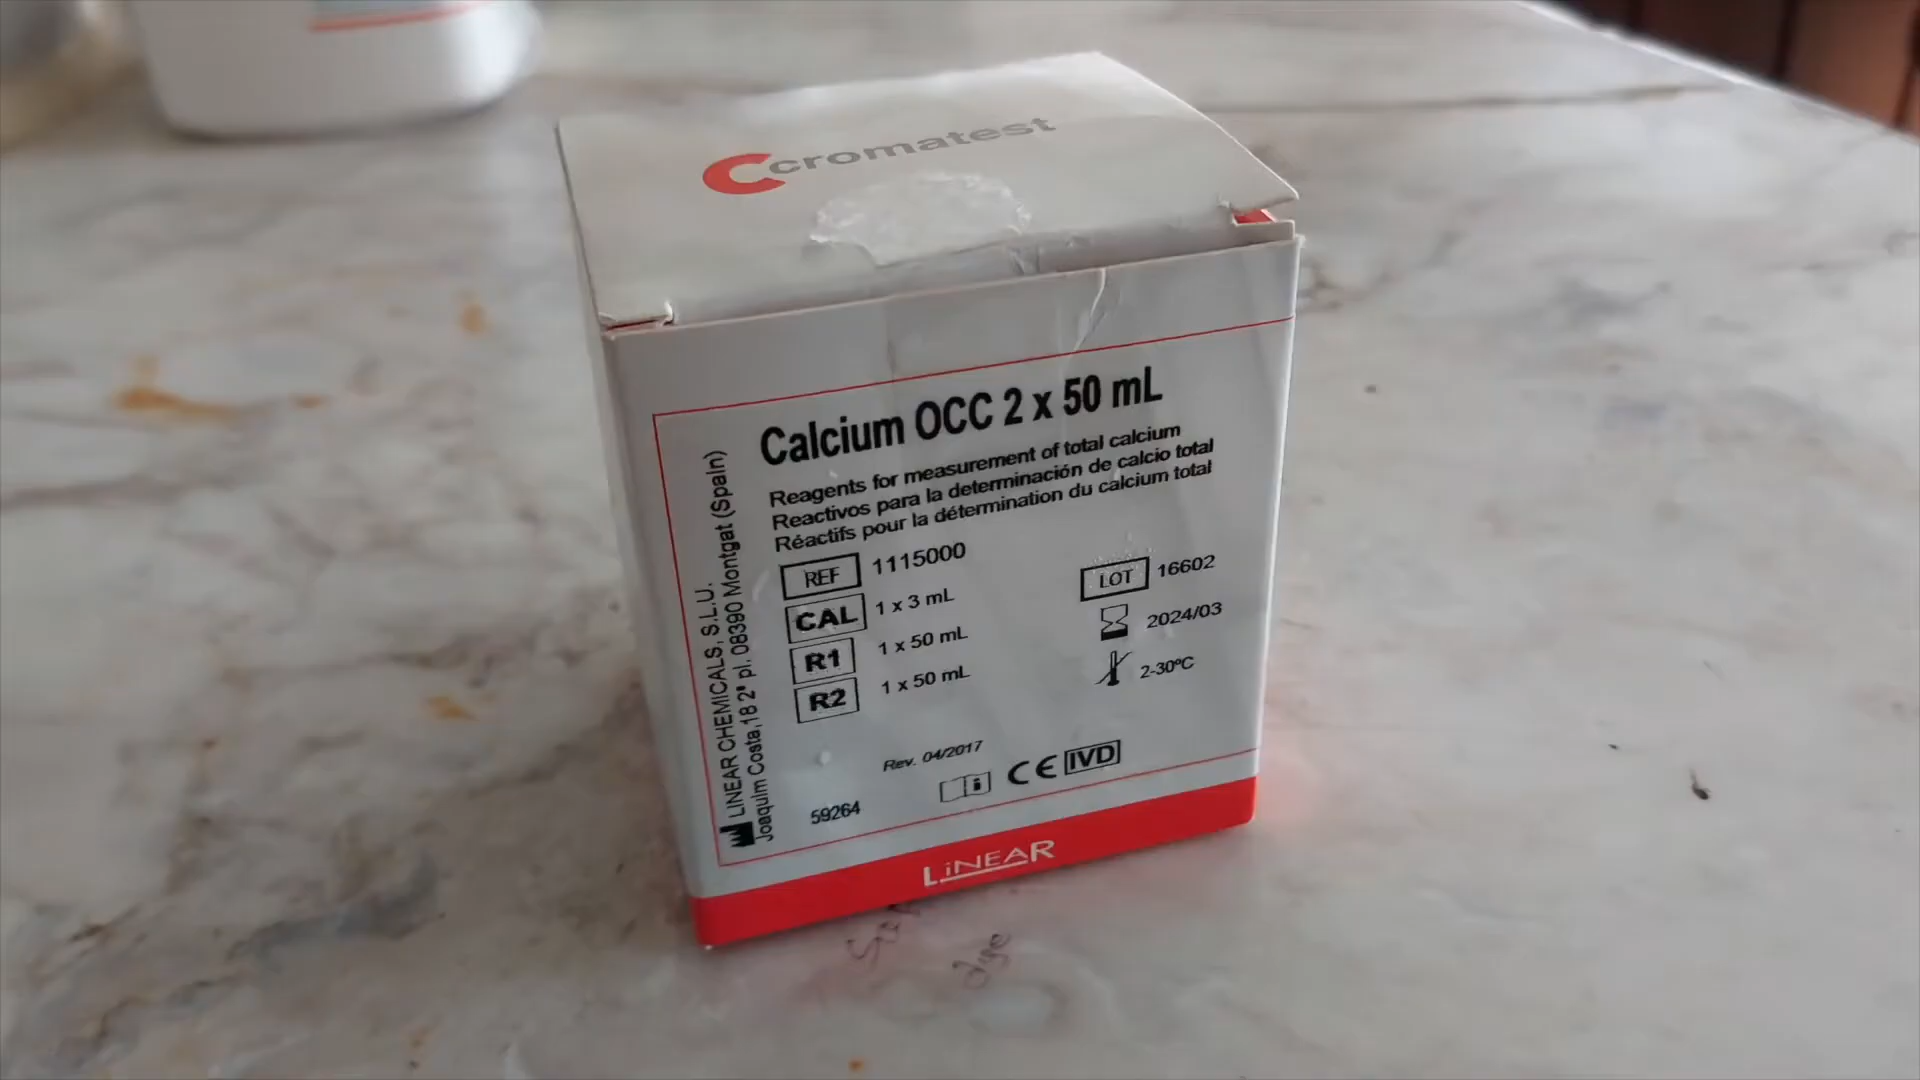 cromatest
Calcium OCC 2 x 50 mL
Reagents for measurement of total calcium
Reactivos para la determinación de calcio total
Réactifs pour la détermination du calcium total
REF 1115000
CAL 1 x 3 mL
R1 1 x 50 mL
R2 1 x 50 mL
LOT 16602
2024/03
2-30ºC
Rev. 04/2017
CE IVD
59264
LINEAR CHEMICALS, S.L.U.
Joaquim Costa,18 2ª pl. 08390 Montgat (Spain)
LiNEAR